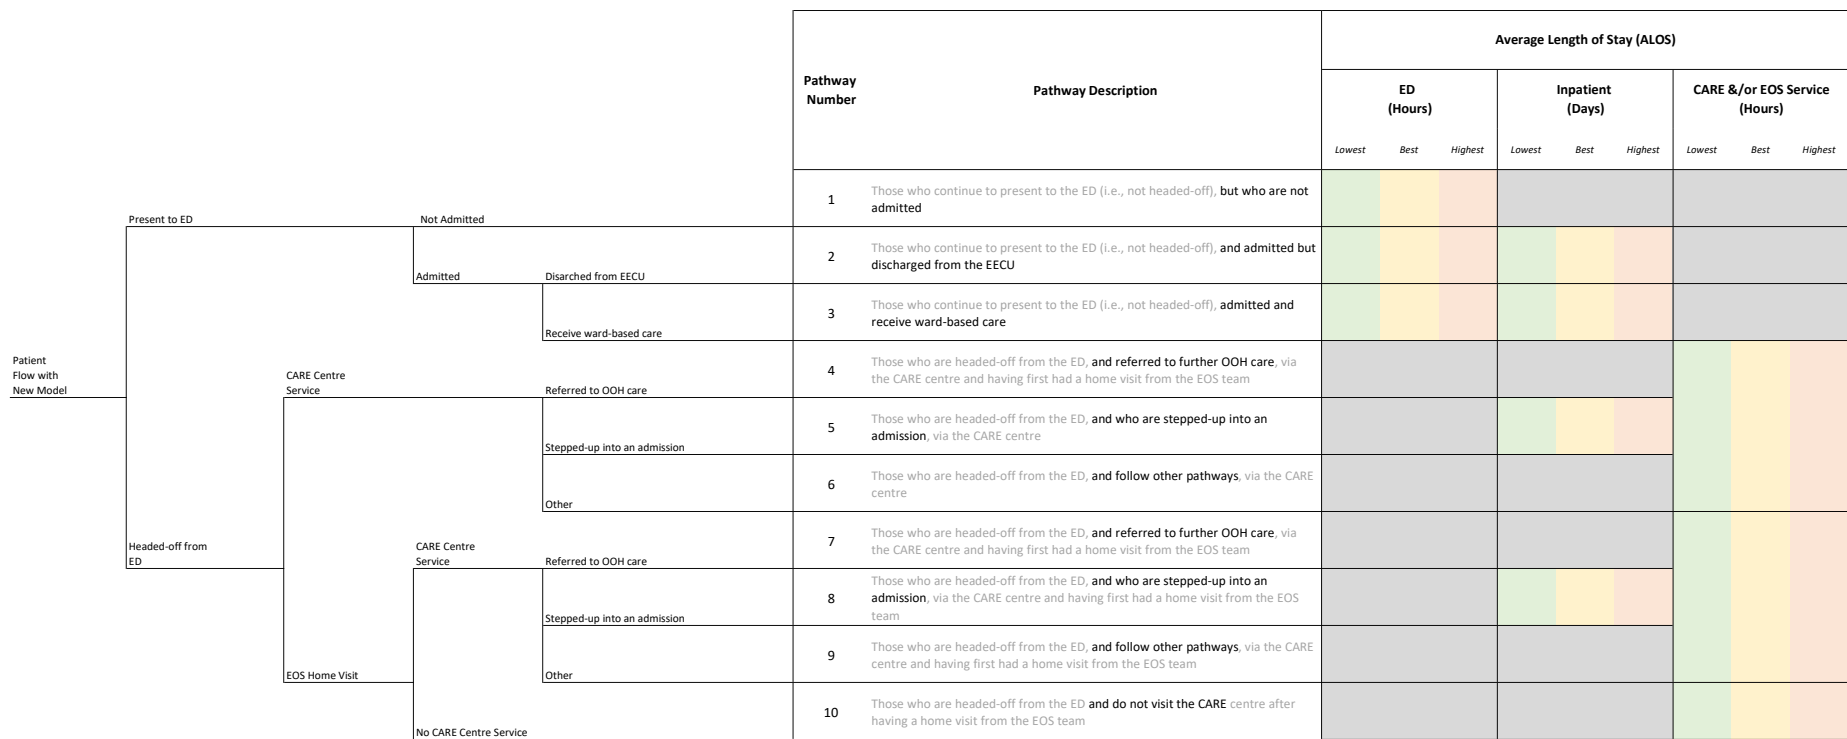 Average Length of Stay (ALOS)
Pathway
Number
Pathway Description
ED
(Hours)
Inpatient
(Days)
CARE &/or EOS Service
(Hours)
Lowest Best Highest Lowest Best Highest Lowest Best Highest
1
Those who continue to present to the ED (i.e., not headed-off), but who are not
admitted
Present to ED
Not Admitted
2
Those who continue to present to the ED (i.e., not headed-off), and admitted but
discharged from the EECU
Admitted
Disarched from EECU
3
Those who continue to present to the ED (i.e., not headed-off), admitted and
receive ward-based care
Receive ward-based care
Patient
Flow with
New Model
CARE Centre
Service
Referred to OOH care
4
Those who are headed-off from the ED, and referred to further OOH care, via
the CARE centre and having first had a home visit from the EOS team
Stepped-up into an admission
5
Those who are headed-off from the ED, and who are stepped-up into an
admission, via the CARE centre
Other
6
Those who are headed-off from the ED, and follow other pathways, via the CARE
centre
Headed-off from
ED
CARE Centre
Service
Referred to OOH care
7
Those who are headed-off from the ED, and referred to further OOH care, via
the CARE centre and having first had a home visit from the EOS team
Stepped-up into an admission
8
Those who are headed-off from the ED, and who are stepped-up into an
admission, via the CARE centre and having first had a home visit from the EOS
team
EOS Home Visit
Other
9
Those who are headed-off from the ED, and follow other pathways, via the CARE
centre and having first had a home visit from the EOS team
No CARE Centre Service
10
Those who are headed-off from the ED and do not visit the CARE centre after
having a home visit from the EOS team